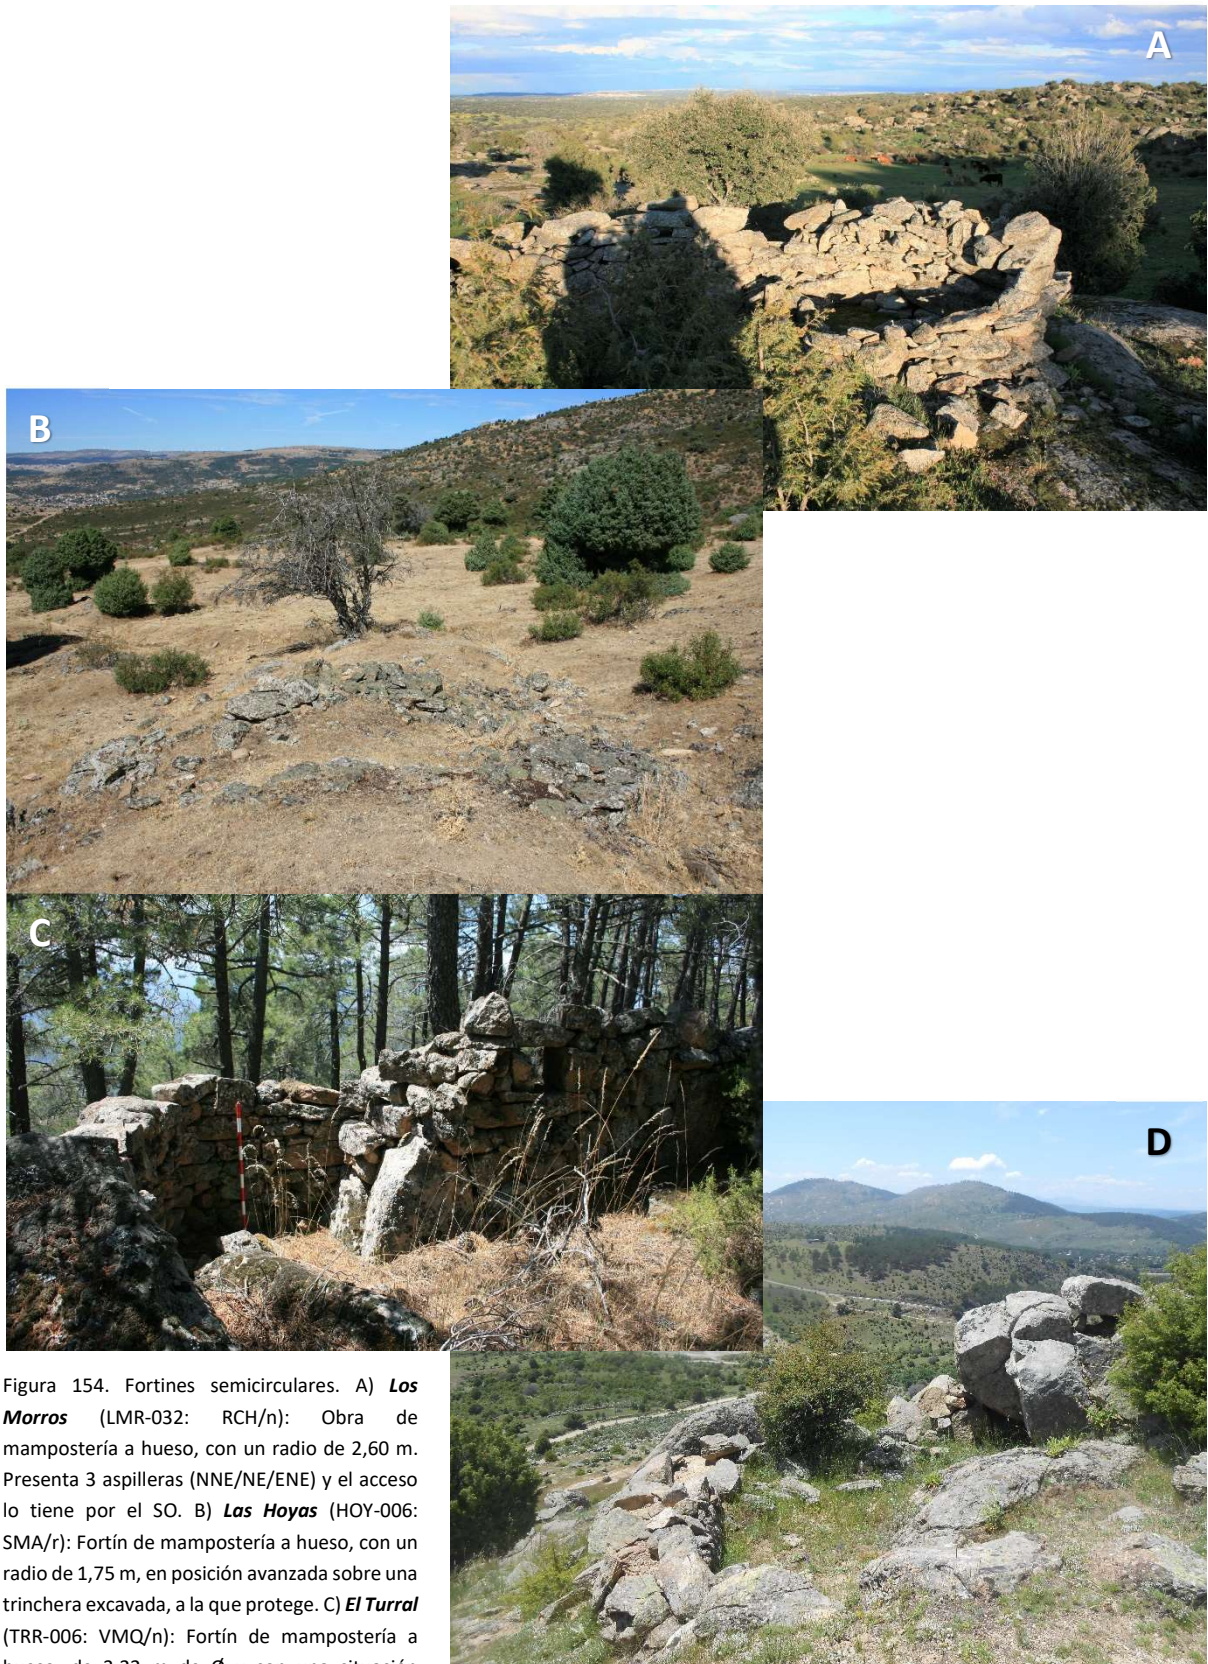 A
B
C
D
Figura 154. Fortines semicirculares. A) Los
Morros (LMR-032: RCH/n): Obra de
mampostería a hueso, con un radio de 2,60 m.
Presenta 3 aspilleras (NNE/NE/ENE) y el acceso
lo tiene por el SO. B) Las Hoyas (HOY-006:
SMA/r): Fortín de mampostería a hueso, con un
radio de 1,75 m, en posición avanzada sobre una
trinchera excavada, a la que protege. C) El Turral
(TRR-006: VMQ/n): Fortín de mampostería a